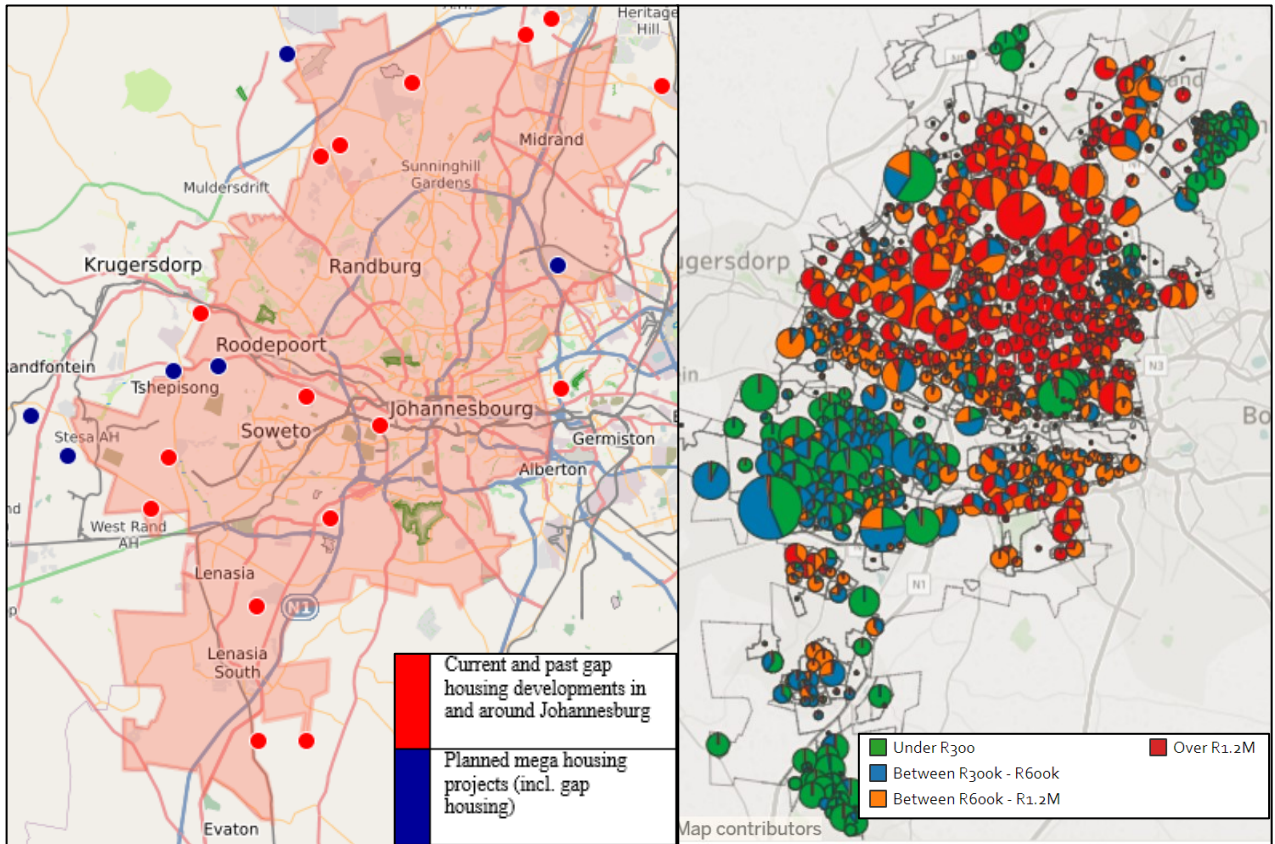 Heritage
Hill
Midrand
Sunninghill
Gardens
Muldersdrift
Krugersdorp
Randburg
Roodepoort
Tshepisong
Stesa AH
Soweto
Johannesbourg
Germiston
Alberton
West Rand
AH
Lenasia
N1
Lenasia
South
Evaton
Current and past gap
housing developments in
and around Johannesburg
Planned mega housing
projects (incl. gap
housing)
ugersdorp
rand
N3
Bo
N1
Under R300
Over R1.2M
Between R300k - R600k
Between R600k - R1.2M
Map contributors